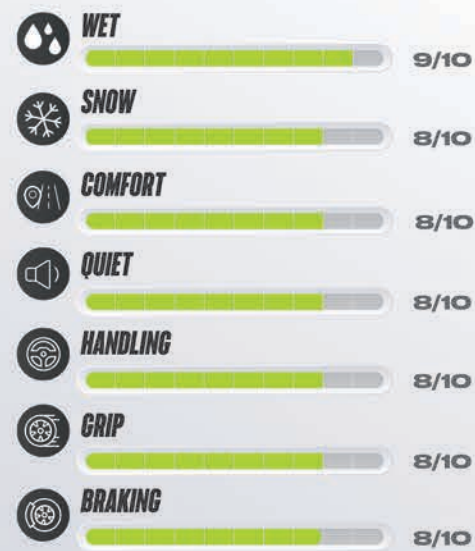 WET
9/10
SNOW
8/10
COMFORT
8/10
QUIET
8/10
HANDLING
8/10
GRIP
8/10
BRAKING
8/10